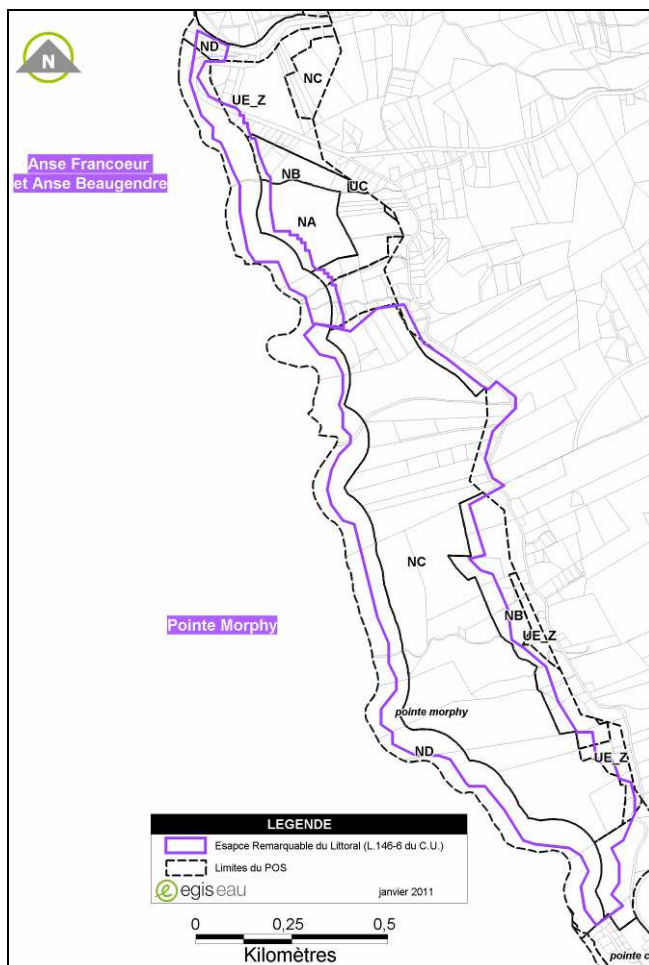 ND
N
NC
UE_Z
Anse Francoeur
et Anse Beaugendre
NB
UC
NA
NC
NB
UE_Z
Pointe Morphy
pointe morphy
ND
UE_Z
LEGENDE
Esapce Remarquable du Littoral (L.146-6 du C.U.)
Limites du POS
egis eau
janvier 2011
0 0,25 0,5
Kilomètres
pointe c